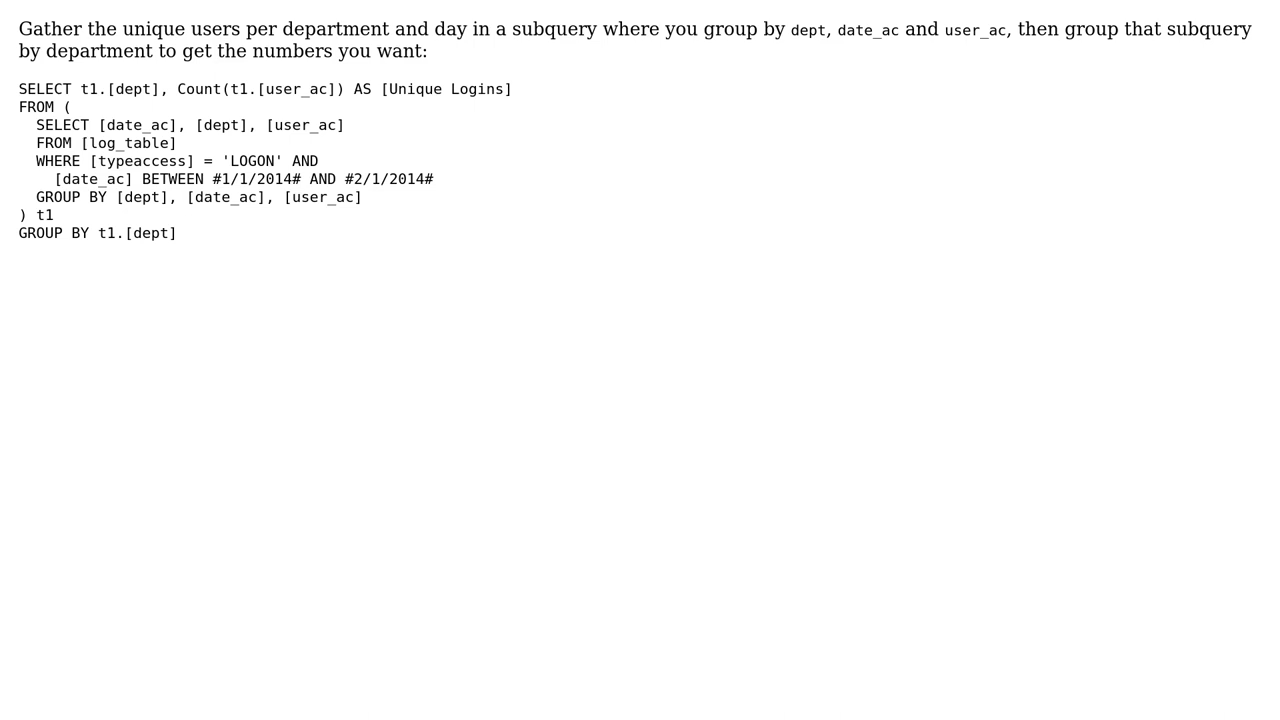 Gather the unique users per department and day in a subquery where you group by dept, date_ac and user_ac, then group that subquery
by department to get the numbers you want:
SELECT t1.[dept], Count(t1.[user_ac]) AS [Unique Logins]
FROM (
  SELECT [date_ac], [dept], [user_ac]
  FROM [log_table]
  WHERE [typeaccess] = 'LOGON' AND
    [date_ac] BETWEEN #1/1/2014# AND #2/1/2014#
  GROUP BY [dept], [date_ac], [user_ac]
) t1
GROUP BY t1.[dept]